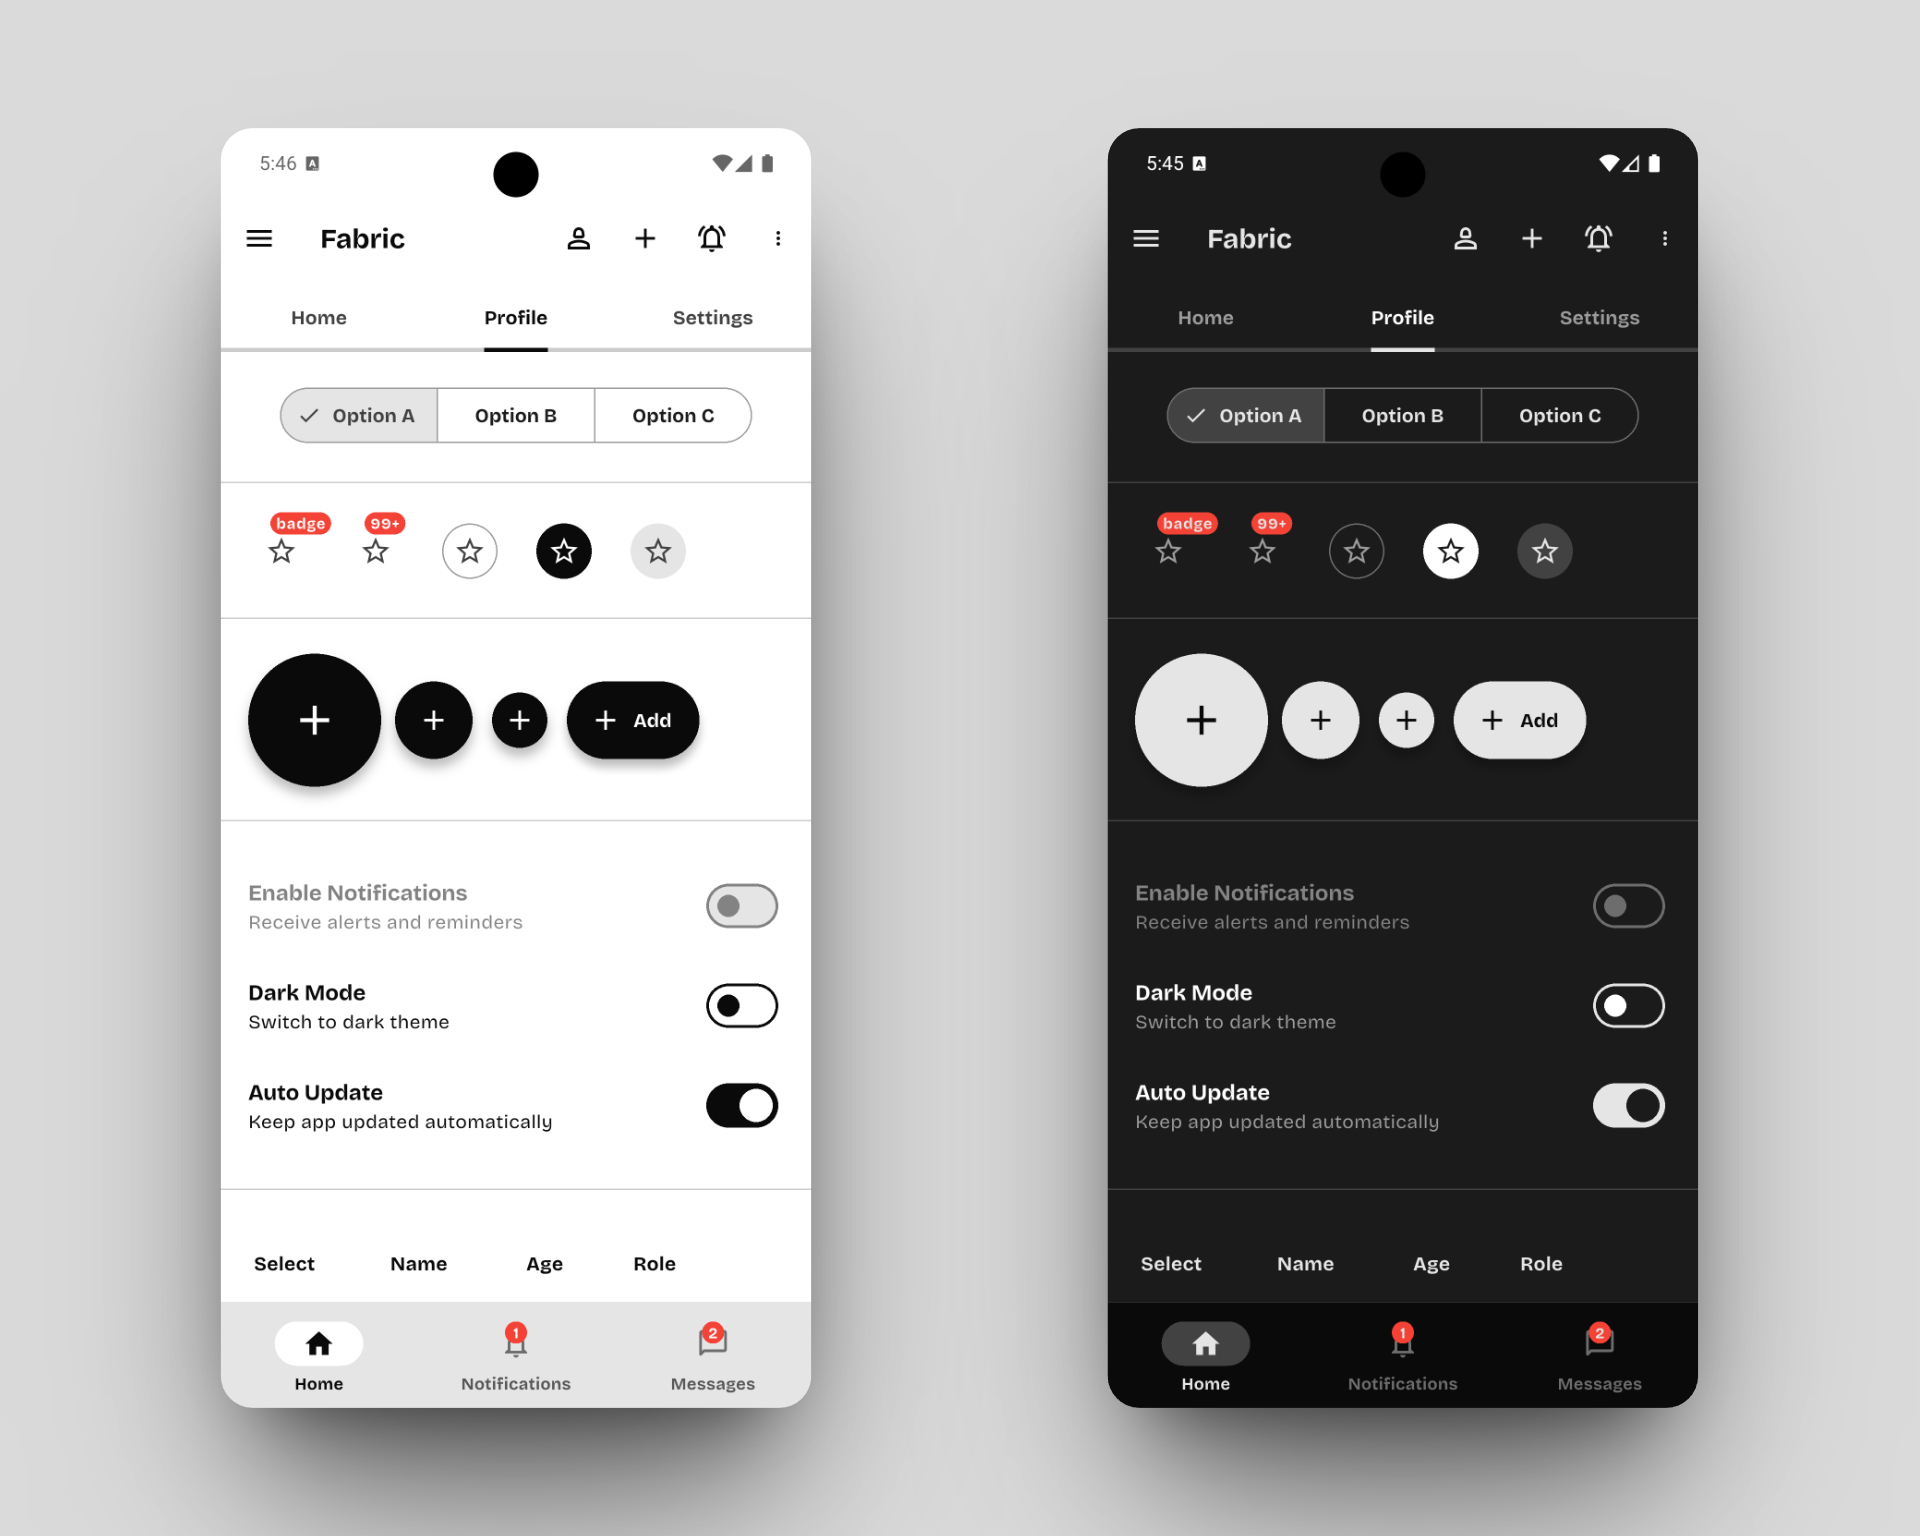 5:46
Fabric
Home Profile Settings
Option A Option B Option C
badge 99+
+ Add
Enable Notifications
Receive alerts and reminders
Dark Mode
Switch to dark theme
Auto Update
Keep app updated automatically
Select Name Age Role
1 2
Home Notifications Messages
5:45
Fabric
Home Profile Settings
Option A Option B Option C
badge 99+
+ Add
Enable Notifications
Receive alerts and reminders
Dark Mode
Switch to dark theme
Auto Update
Keep app updated automatically
Select Name Age Role
1 2
Home Notifications Messages